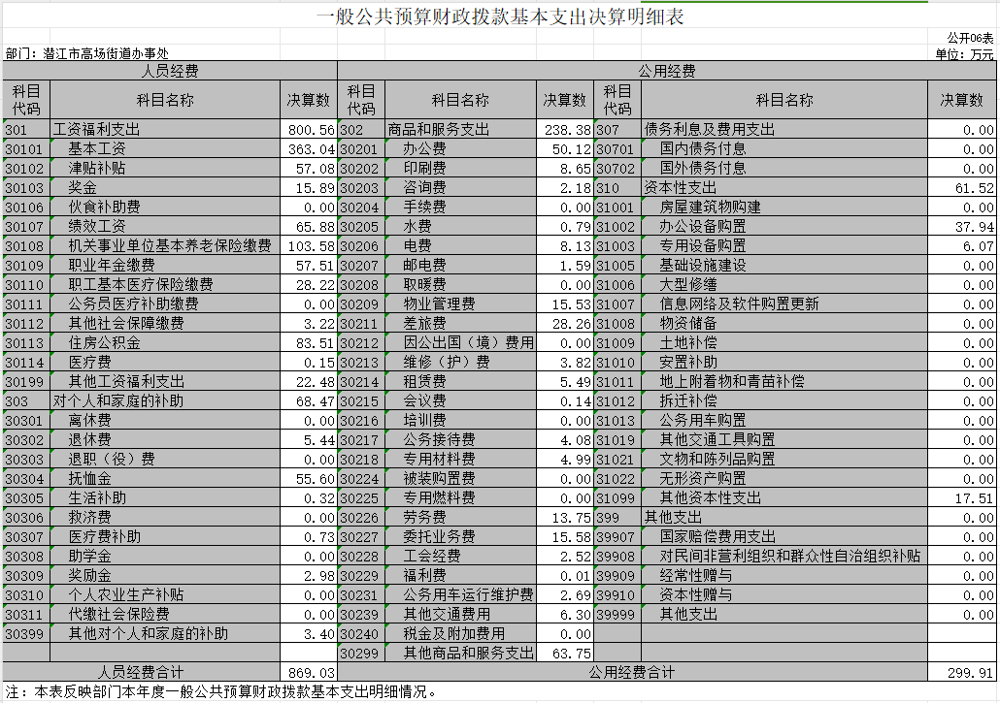 一般公共预算财政拨款基本支出决算明细表
公开06表
部门：潜江市高场街道办事处 单位：万元
人员经费 公用经费
科目代码 科目名称 决算数 科目代码 科目名称 决算数 科目代码 科目名称 决算数
301 工资福利支出 800.56 302 商品和服务支出 238.38 307 债务利息及费用支出 0.00
30101 基本工资 363.04 30201 办公费 50.12 30701 国内债务付息 0.00
30102 津贴补贴 57.08 30202 印刷费 8.65 30702 国外债务付息 0.00
30103 奖金 15.89 30203 咨询费 2.18 310 资本性支出 61.52
30106 伙食补助费 0.00 30204 手续费 0.00 31001 房屋建筑物购建 0.00
30107 绩效工资 65.88 30205 水费 0.79 31002 办公设备购置 37.94
30108 机关事业单位基本养老保险缴费 103.58 30206 电费 8.13 31003 专用设备购置 6.07
30109 职业年金缴费 57.51 30207 邮电费 1.59 31005 基础设施建设 0.00
30110 职工基本医疗保险缴费 28.22 30208 取暖费 0.00 31006 大型修缮 0.00
30111 公务员医疗补助缴费 0.00 30209 物业管理费 15.53 31007 信息网络及软件购置更新 0.00
30112 其他社会保障缴费 3.22 30211 差旅费 28.26 31008 物资储备 0.00
30113 住房公积金 83.51 30212 因公出国（境）费用 0.00 31009 土地补偿 0.00
30114 医疗费 0.15 30213 维修（护）费 3.82 31010 安置补助 0.00
30199 其他工资福利支出 22.48 30214 租赁费 5.49 31011 地上附着物和青苗补偿 0.00
303 对个人和家庭的补助 68.47 30215 会议费 0.14 31012 拆迁补偿 0.00
30301 离休费 0.00 30216 培训费 0.00 31013 公务用车购置 0.00
30302 退休费 5.44 30217 公务接待费 4.08 31019 其他交通工具购置 0.00
30303 退职（役）费 0.00 30218 专用材料费 4.99 31021 文物和陈列品购置 0.00
30304 抚恤金 55.60 30224 被装购置费 0.00 31022 无形资产购置 0.00
30305 生活补助 0.32 30225 专用燃料费 0.00 31099 其他资本性支出 17.51
30306 救济费 0.00 30226 劳务费 13.75 399 其他支出 0.00
30307 医疗费补助 0.73 30227 委托业务费 15.58 39907 国家赔偿费用支出 0.00
30308 助学金 0.00 30228 工会经费 2.52 39908 对民间非营利组织和群众性自治组织补贴 0.00
30309 奖励金 2.98 30229 福利费 0.01 39909 经常性赠与 0.00
30310 个人农业生产补贴 0.00 30231 公务用车运行维护费 2.69 39910 资本性赠与 0.00
30311 代缴社会保险费 0.00 30239 其他交通费用 6.30 39999 其他支出 0.00
30399 其他对个人和家庭的补助 3.40 30240 税金及附加费用 0.00
30299 其他商品和服务支出 63.75
人员经费合计 869.03 公用经费合计 299.91
注：本表反映部门本年度一般公共预算财政拨款基本支出明细情况。